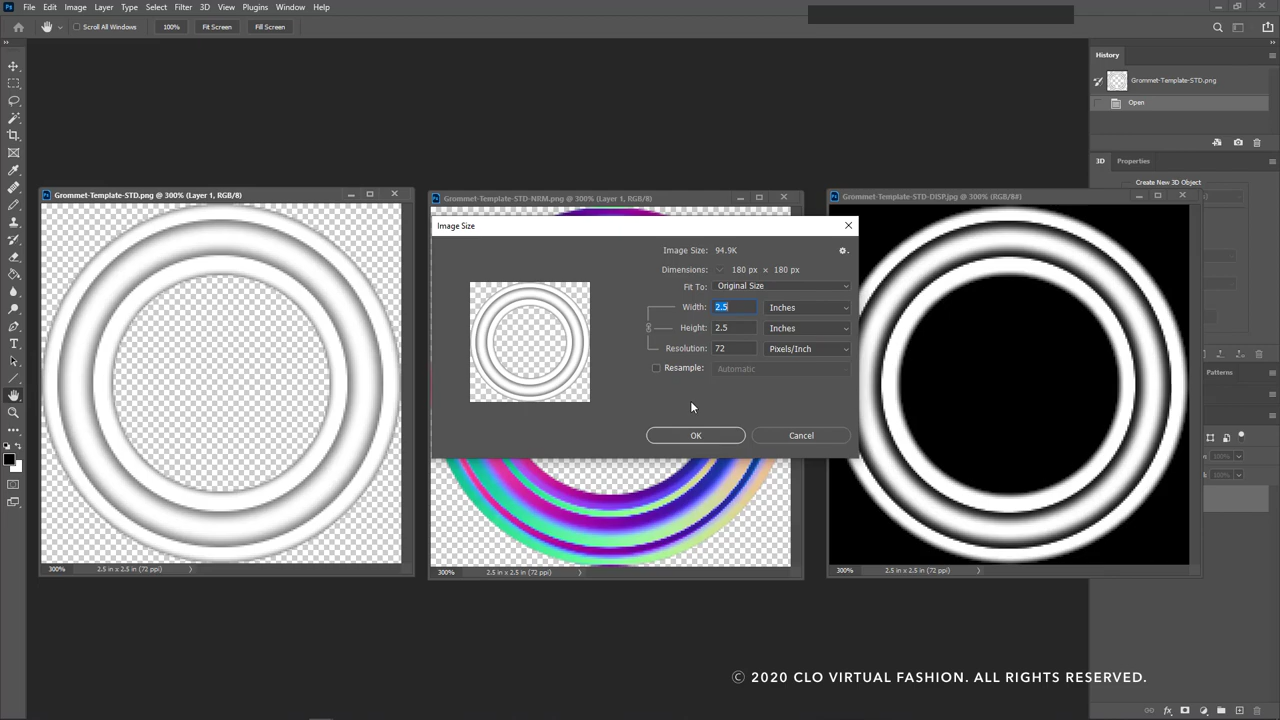 File Edit Image Layer Type Select Filter 3D View Plugins Window Help
Scroll All Windows 100% Fit Screen Fill Screen
History
Grommet-Template-STD.png
Open
3D Properties
Create New 3D Object
Patterns
Grommet-Template-STD.png @ 300% (Layer 1, RGB/8)
300% 2.5 in x 2.5 in (72 ppi)
Grommet-Template-STD-NRM.png @ 300% (Layer 1, RGB/8)
300% 2.5 in x 2.5 in (72 ppi)
Grommet-Template-STD-DISP.jpg @ 300% (RGB/8#)
300% 2.5 in x 2.5 in (72 ppi)
Image Size
Image Size: 94.9K
Dimensions: 180 px × 180 px
Fit To: Original Size
Width: 2.5 Inches
Height: 2.5 Inches
Resolution: 72 Pixels/Inch
Resample: Automatic
OK Cancel
100%
100%
© 2020 CLO VIRTUAL FASHION. ALL RIGHTS RESERVED.